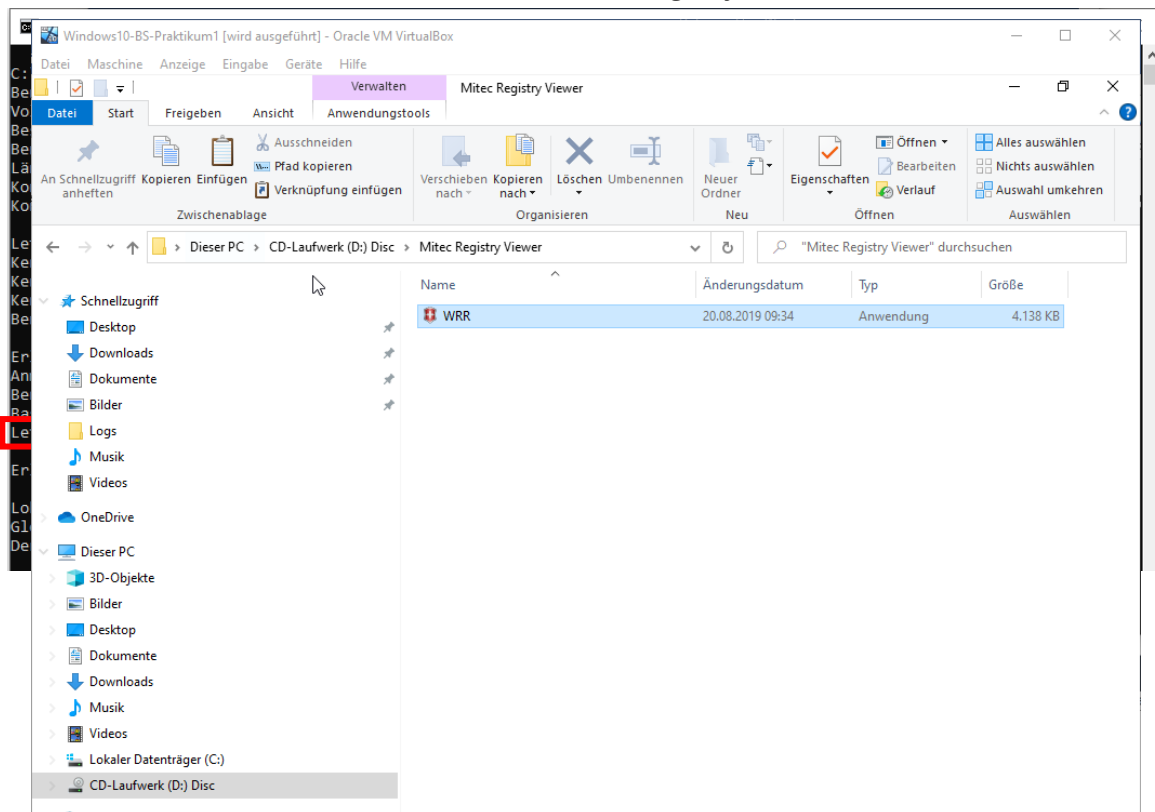 Windows10-BS-Praktikum1 [wird ausgeführt] - Oracle VM VirtualBox
Datei Maschine Anzeige Eingabe Geräte Hilfe
Verwalten Mitec Registry Viewer
Datei Start Freigeben Ansicht Anwendungstools
An Schnellzugriff anheften
Kopieren
Einfügen
Ausschneiden
Pfad kopieren
Verknüpfung einfügen
Zwischenablage
Verschieben nach
Kopieren nach
Löschen
Umbenennen
Organisieren
Neuer Ordner
Neu
Eigenschaften
Öffnen
Bearbeiten
Verlauf
Öffnen
Alles auswählen
Nichts auswählen
Auswahl umkehren
Auswählen
Dieser PC > CD-Laufwerk (D:) Disc > Mitec Registry Viewer
"Mitec Registry Viewer" durchsuchen
Name Änderungsdatum Typ Größe
WRR 20.08.2019 09:34 Anwendung 4.138 KB
Schnellzugriff
Desktop
Downloads
Dokumente
Bilder
Logs
Musik
Videos
OneDrive
Dieser PC
3D-Objekte
Bilder
Desktop
Dokumente
Downloads
Musik
Videos
Lokaler Datenträger (C:)
CD-Laufwerk (D:) Disc